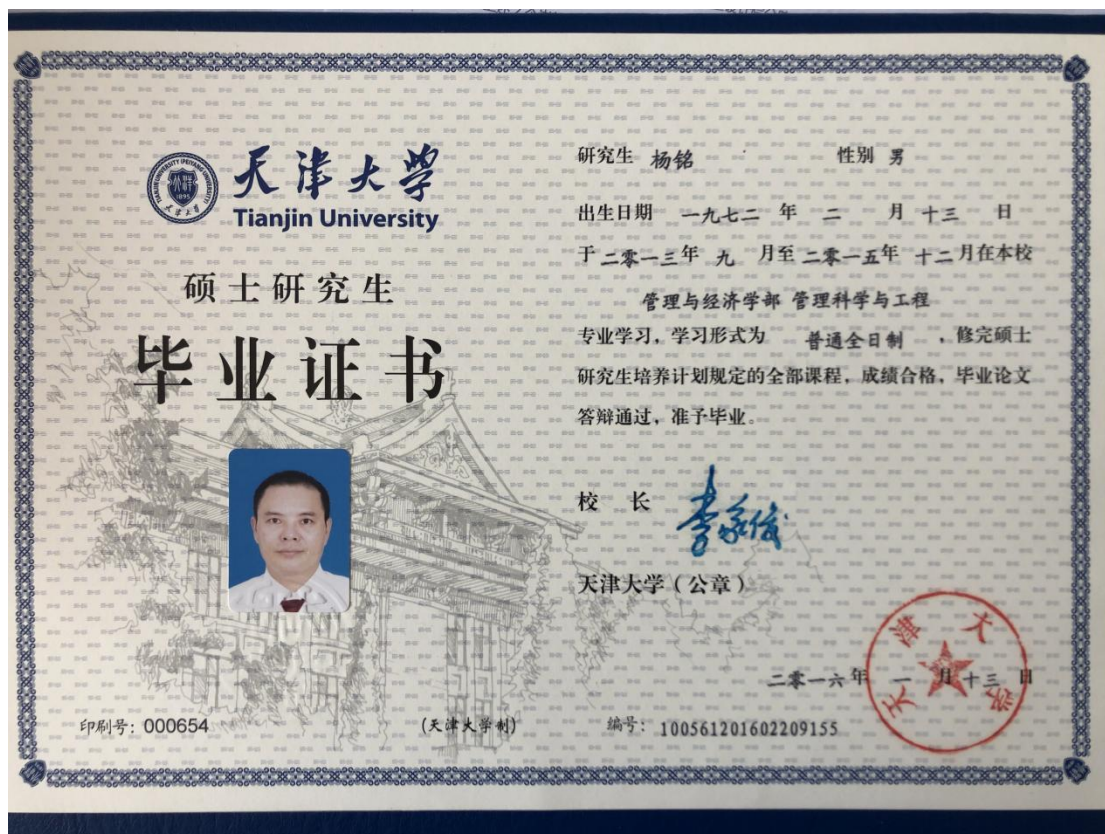 天津大学
Tianjin University
硕士研究生
毕业证书
印刷号：000654
(天津大学制)
研究生 杨铭 性别 男
出生日期 一九七二 年 二 月 十三 日
于 二零一三 年 九 月至 二零一五年 十二月在本校
管理与经济学部 管理科学与工程
专业学习，学习形式为 普通全日制 ，修完硕士
研究生培养计划规定的全部课程，成绩合格，毕业论文
答辩通过，准予毕业。
校 长 李家俊
天津大学（公章）
天津大学
二零一六 年 一 月 十三 日
编号：100561201602209155